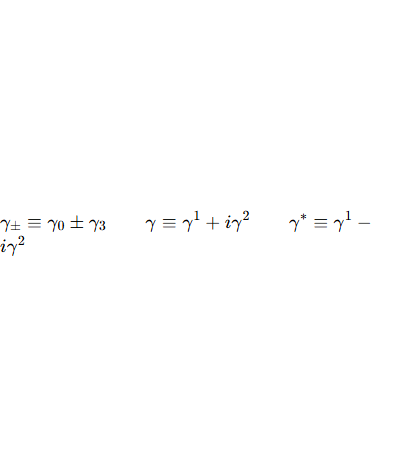 γ± ≡ γ₀ ± γ₃  γ ≡ γ¹ + iγ²  γ* ≡ γ¹ −
iγ²